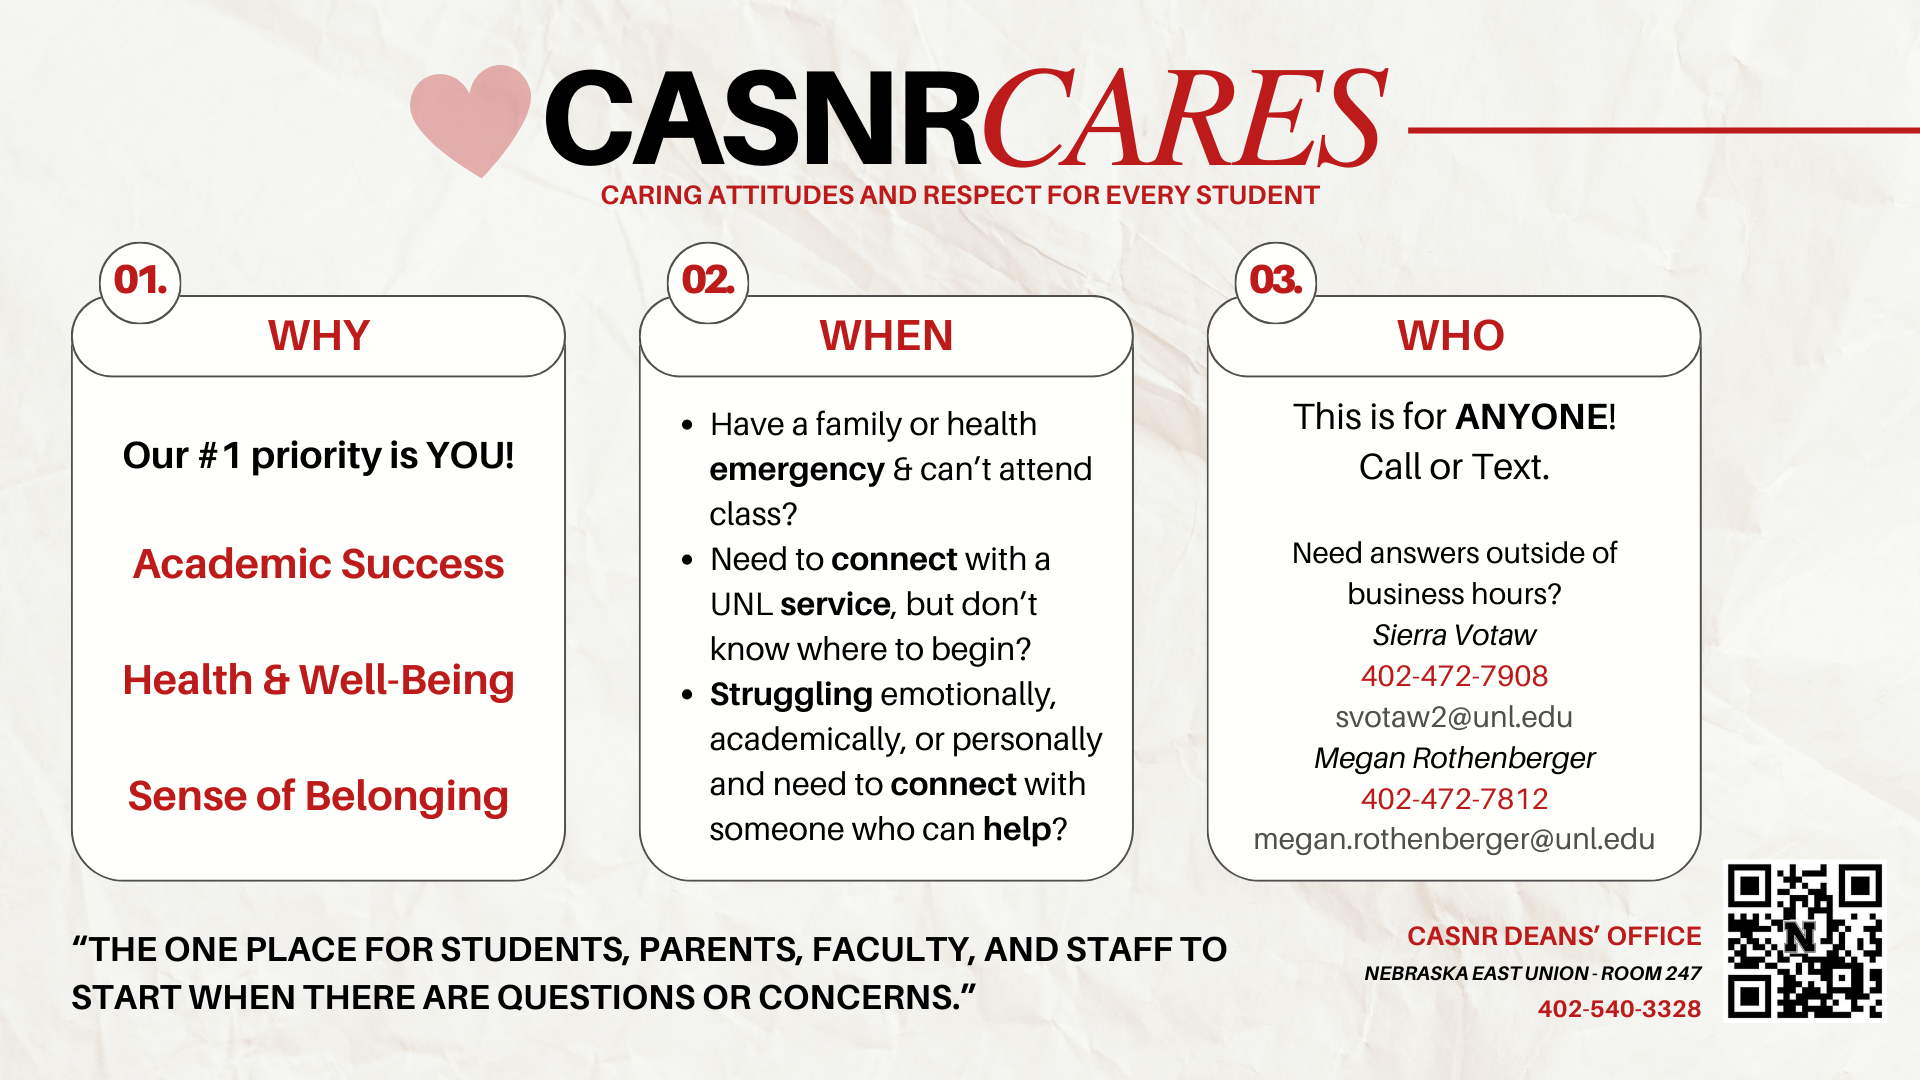 CASNRCARES
CARING ATTITUDES AND RESPECT FOR EVERY STUDENT
01.
WHY
Our #1 priority is YOU!
Academic Success
Health & Well-Being
Sense of Belonging
02.
WHEN
• Have a family or health
emergency & can’t attend
class?
• Need to connect with a
UNL service, but don’t
know where to begin?
• Struggling emotionally,
academically, or personally
and need to connect with
someone who can help?
03.
WHO
This is for ANYONE!
Call or Text.
Need answers outside of
business hours?
Sierra Votaw
402-472-7908
svotaw2@unl.edu
Megan Rothenberger
402-472-7812
megan.rothenberger@unl.edu
“THE ONE PLACE FOR STUDENTS, PARENTS, FACULTY, AND STAFF TO
START WHEN THERE ARE QUESTIONS OR CONCERNS.”
CASNR DEANS’ OFFICE
NEBRASKA EAST UNION - ROOM 247
402-540-3328
N